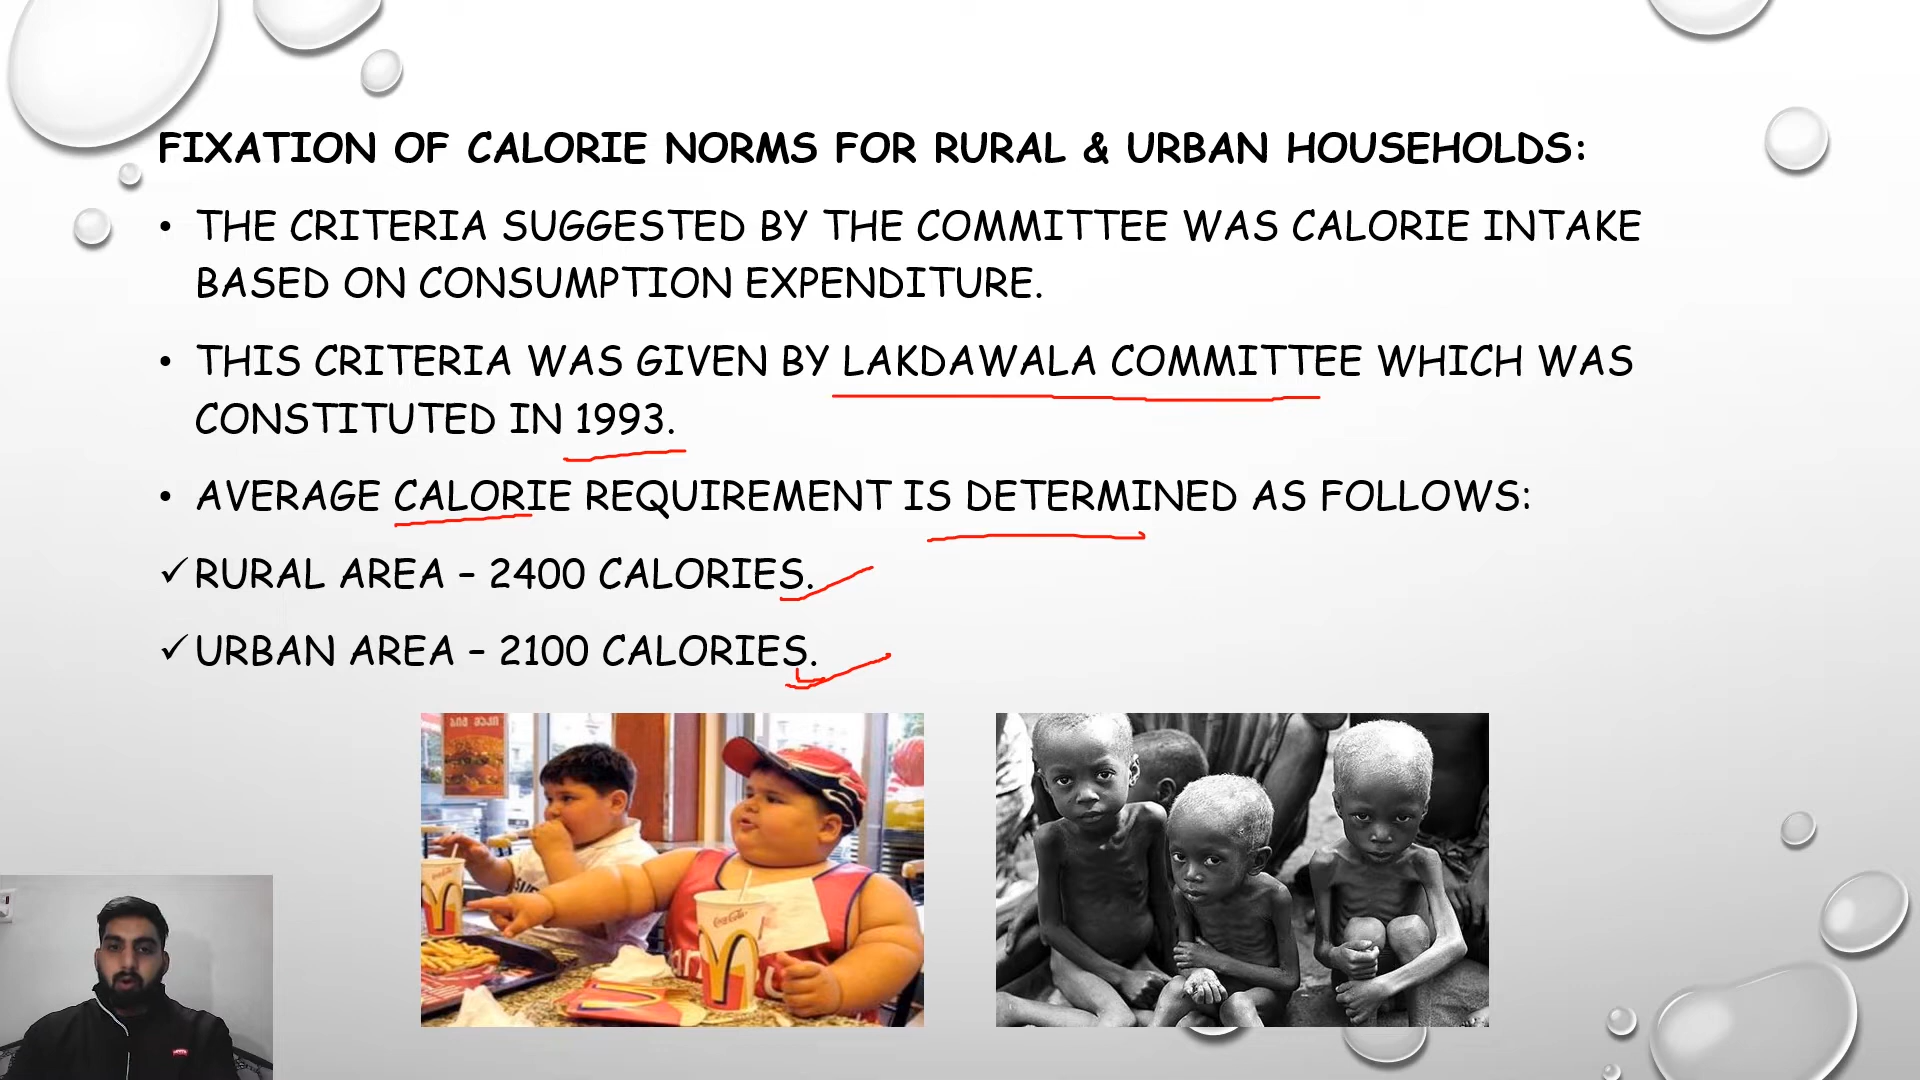 FIXATION OF CALORIE NORMS FOR RURAL & URBAN HOUSEHOLDS:
• THE CRITERIA SUGGESTED BY THE COMMITTEE WAS CALORIE INTAKE
BASED ON CONSUMPTION EXPENDITURE.
• THIS CRITERIA WAS GIVEN BY LAKDAWALA COMMITTEE WHICH WAS
CONSTITUTED IN 1993.
• AVERAGE CALORIE REQUIREMENT IS DETERMINED AS FOLLOWS:
✓ RURAL AREA – 2400 CALORIES.
✓ URBAN AREA – 2100 CALORIES.
Coca-Cola